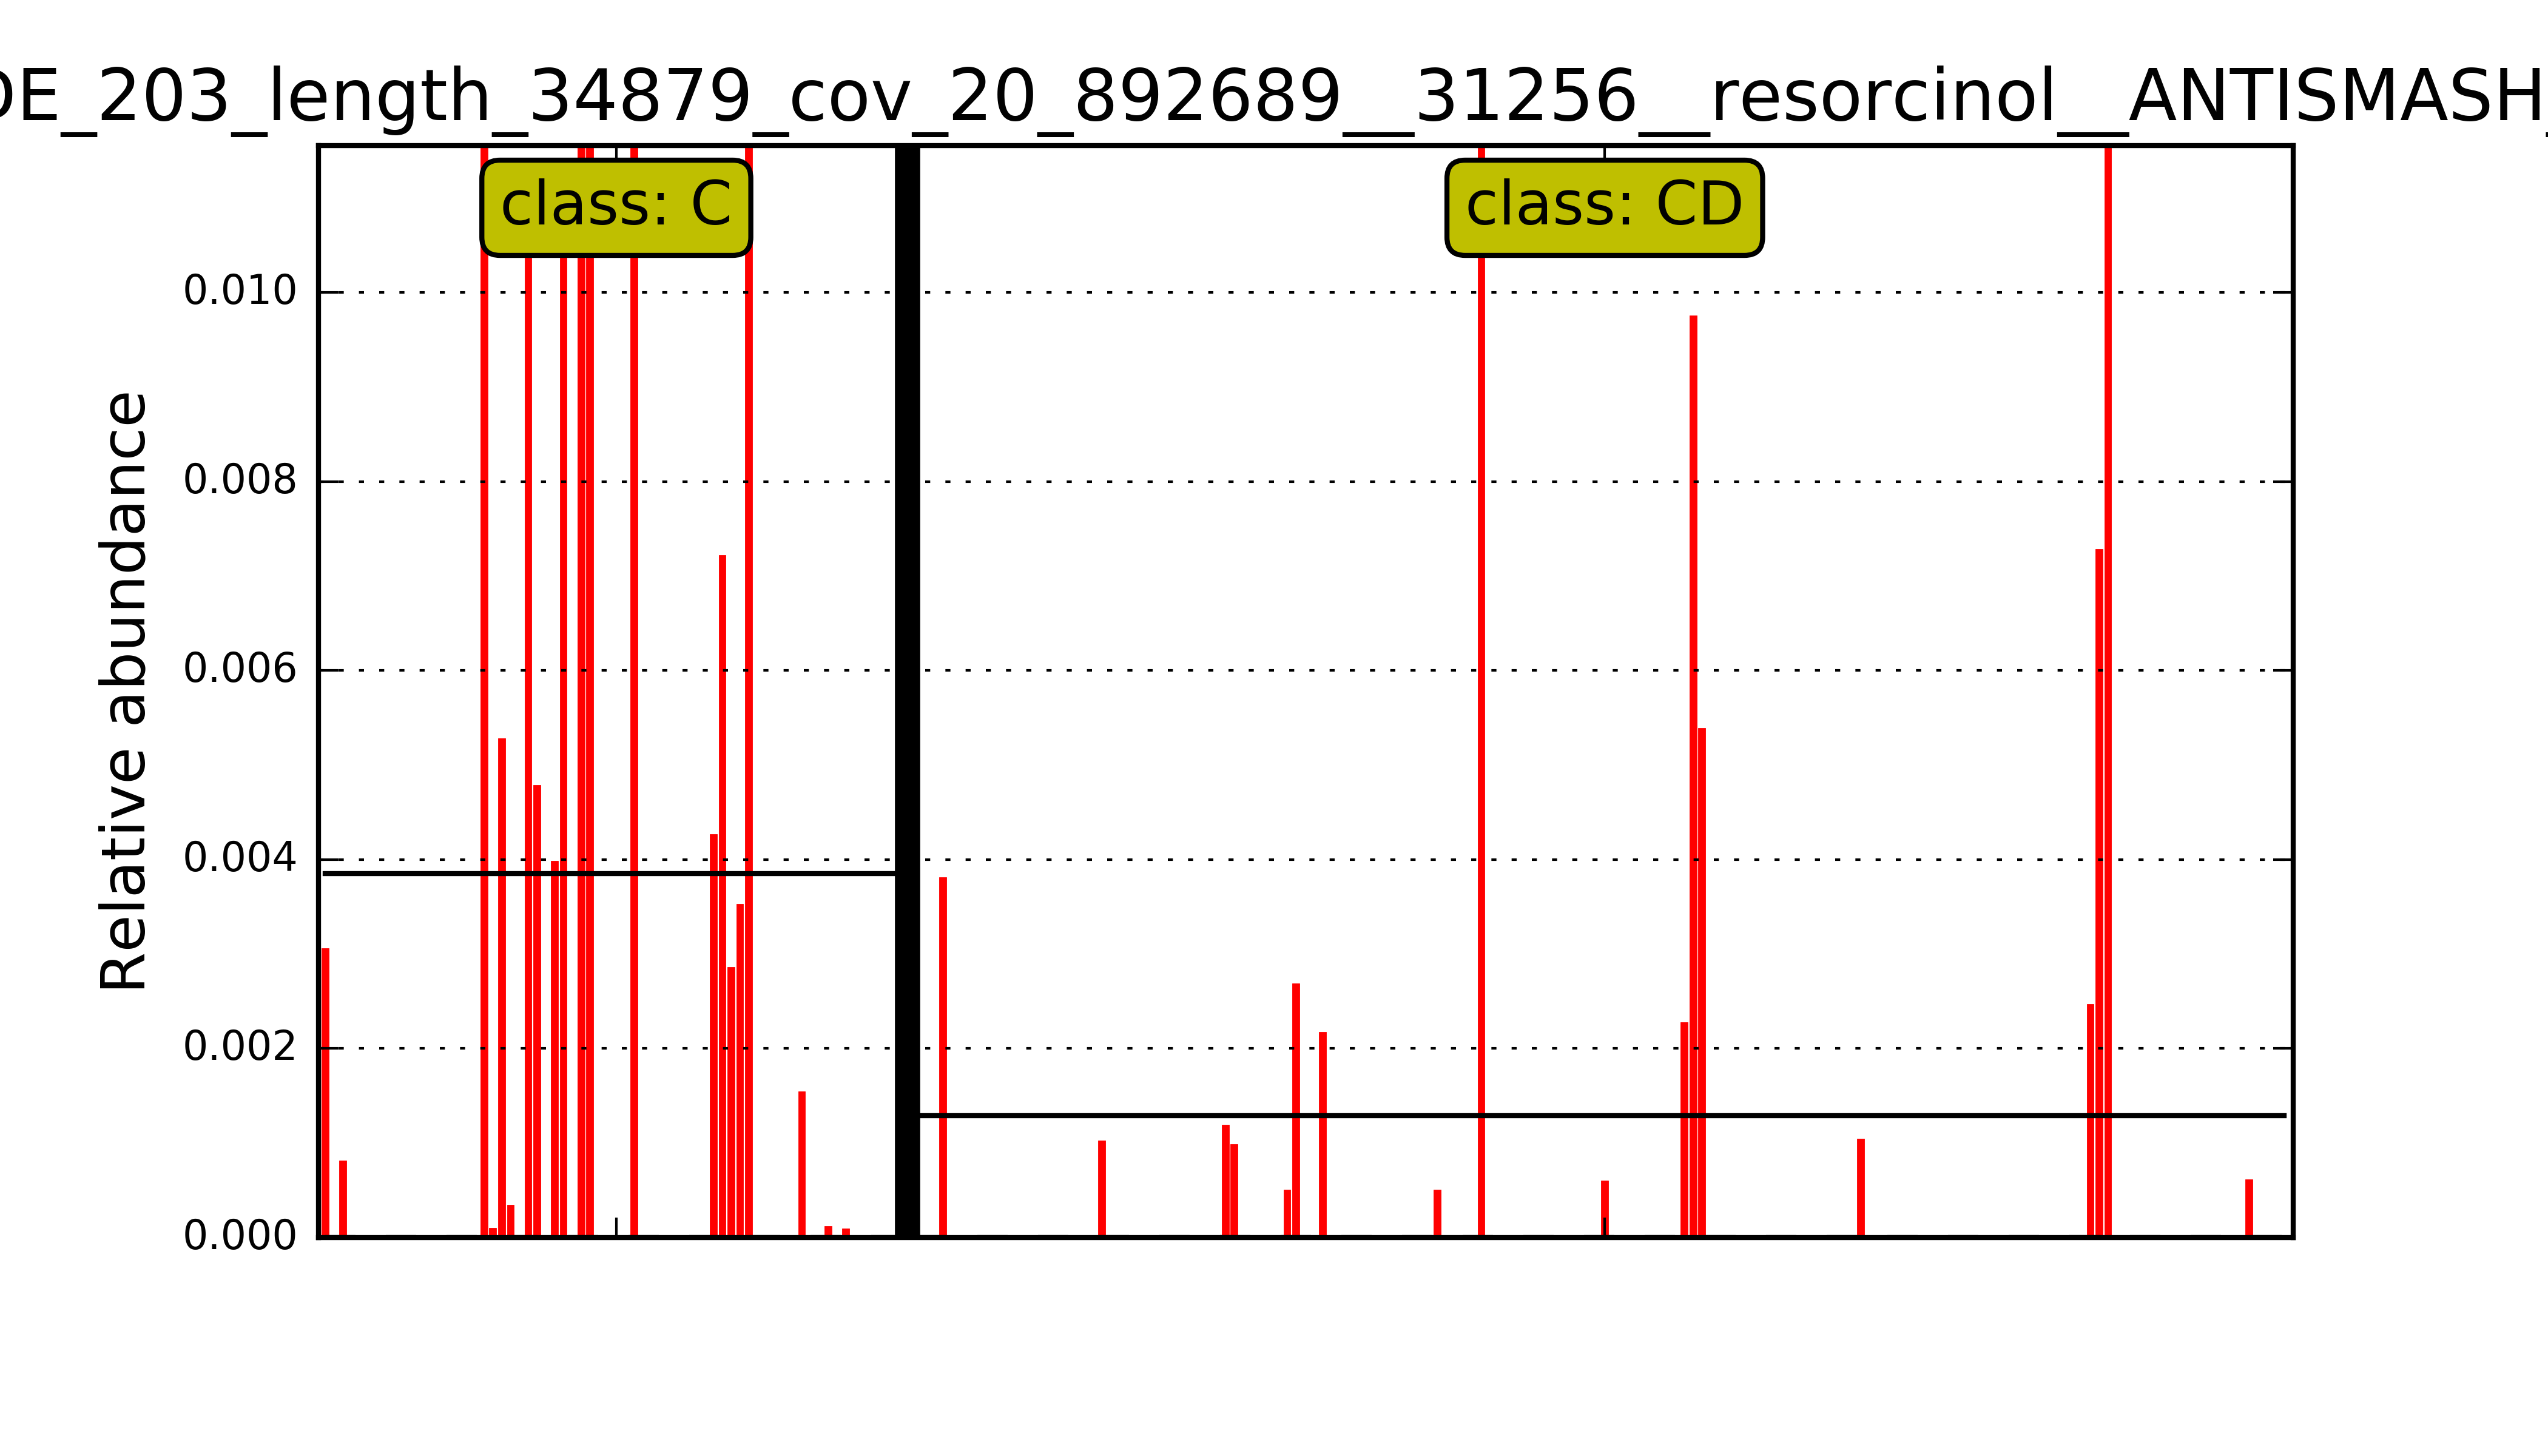 DE_203_length_34879_cov_20_892689__31256__resorcinol__ANTISMASH_
class: C
class: CD
Relative abundance
0.010
0.008
0.006
0.004
0.002
0.000